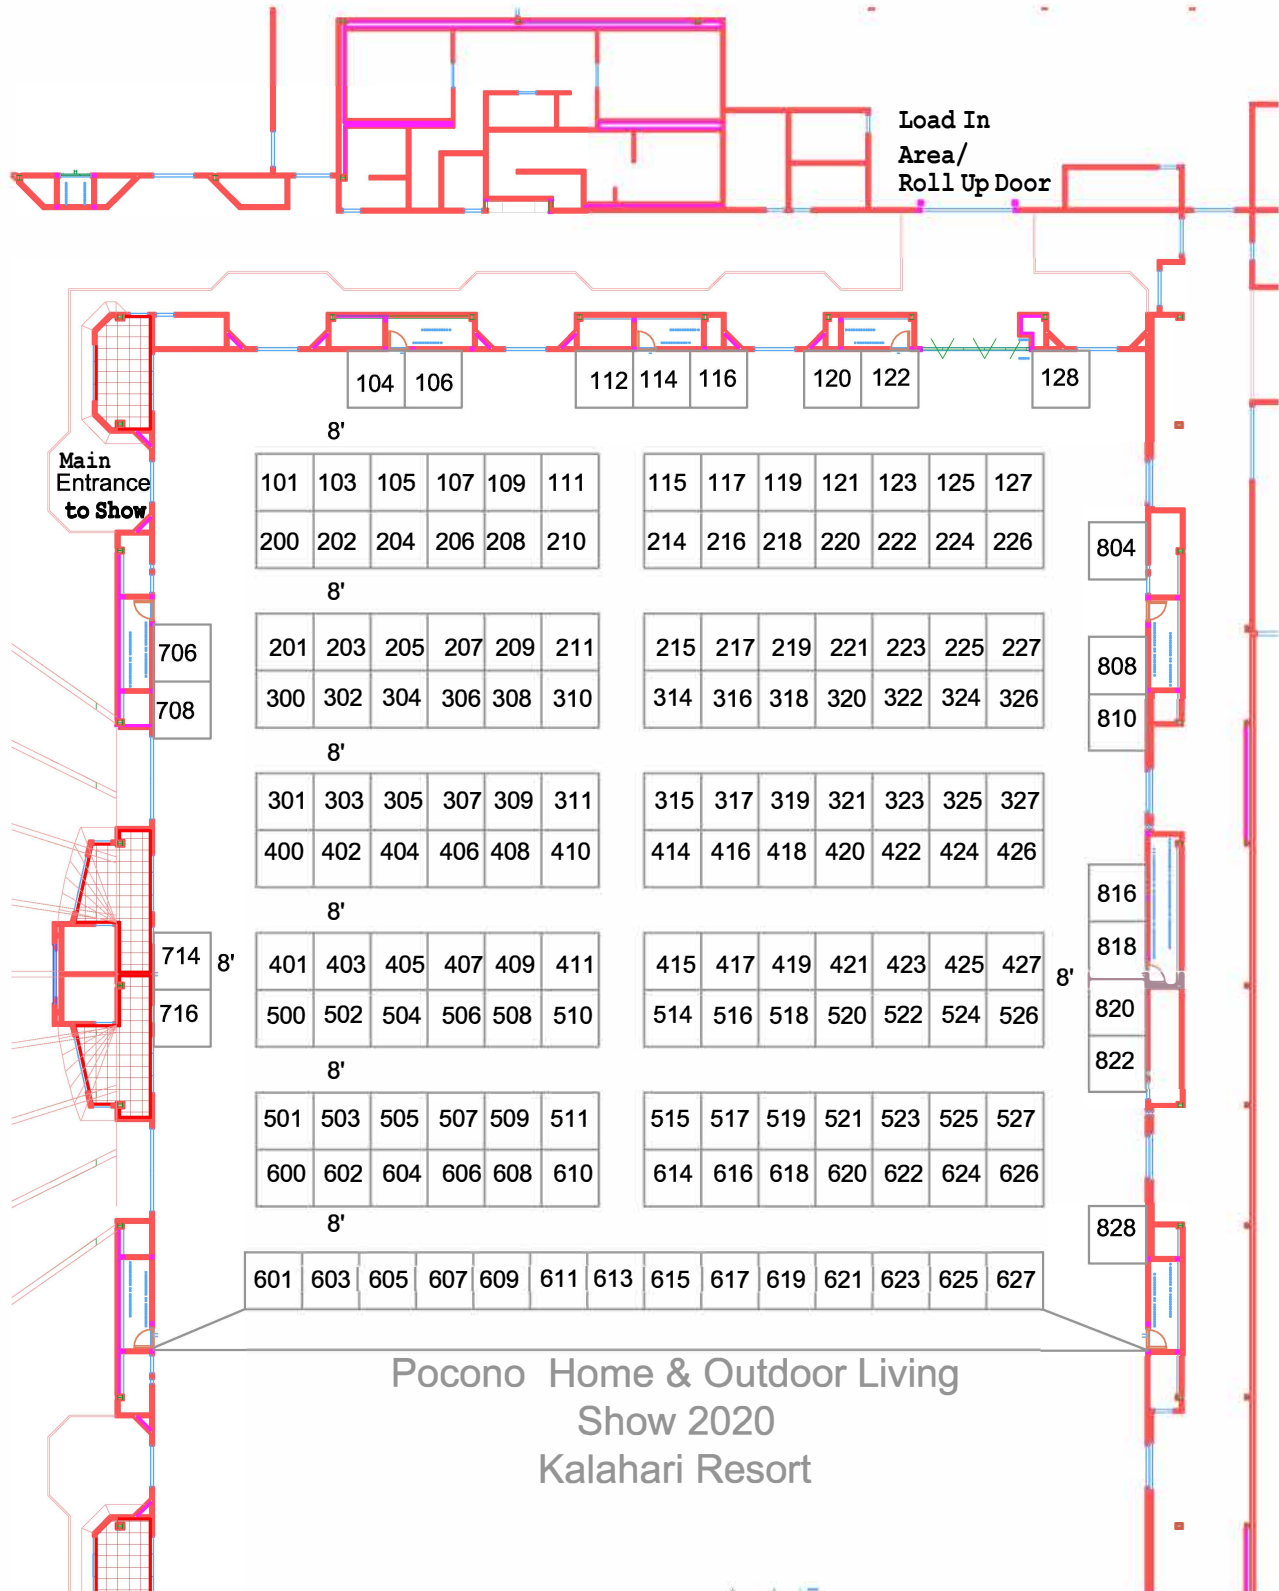 Load In
Area/
Roll Up Door
104 106 112 114 116 120 122 128
8'
Main
Entrance
to Show
101 103 105 107 109 111 115 117 119 121 123 125 127
200 202 204 206 208 210 214 216 218 220 222 224 226
804
8'
706
201 203 205 207 209 211 215 217 219 221 223 225 227
808
708
300 302 304 306 308 310 314 316 318 320 322 324 326
810
8'
301 303 305 307 309 311 315 317 319 321 323 325 327
400 402 404 406 408 410 414 416 418 420 422 424 426
816
8'
818
714 8' 401 403 405 407 409 411 415 417 419 421 423 425 427 8'
716 500 502 504 506 508 510 514 516 518 520 522 524 526 820
8'
822
501 503 505 507 509 511 515 517 519 521 523 525 527
600 602 604 606 608 610 614 616 618 620 622 624 626
8'
828
601 603 605 607 609 611 613 615 617 619 621 623 625 627
Pocono Home & Outdoor Living
Show 2020
Kalahari Resort